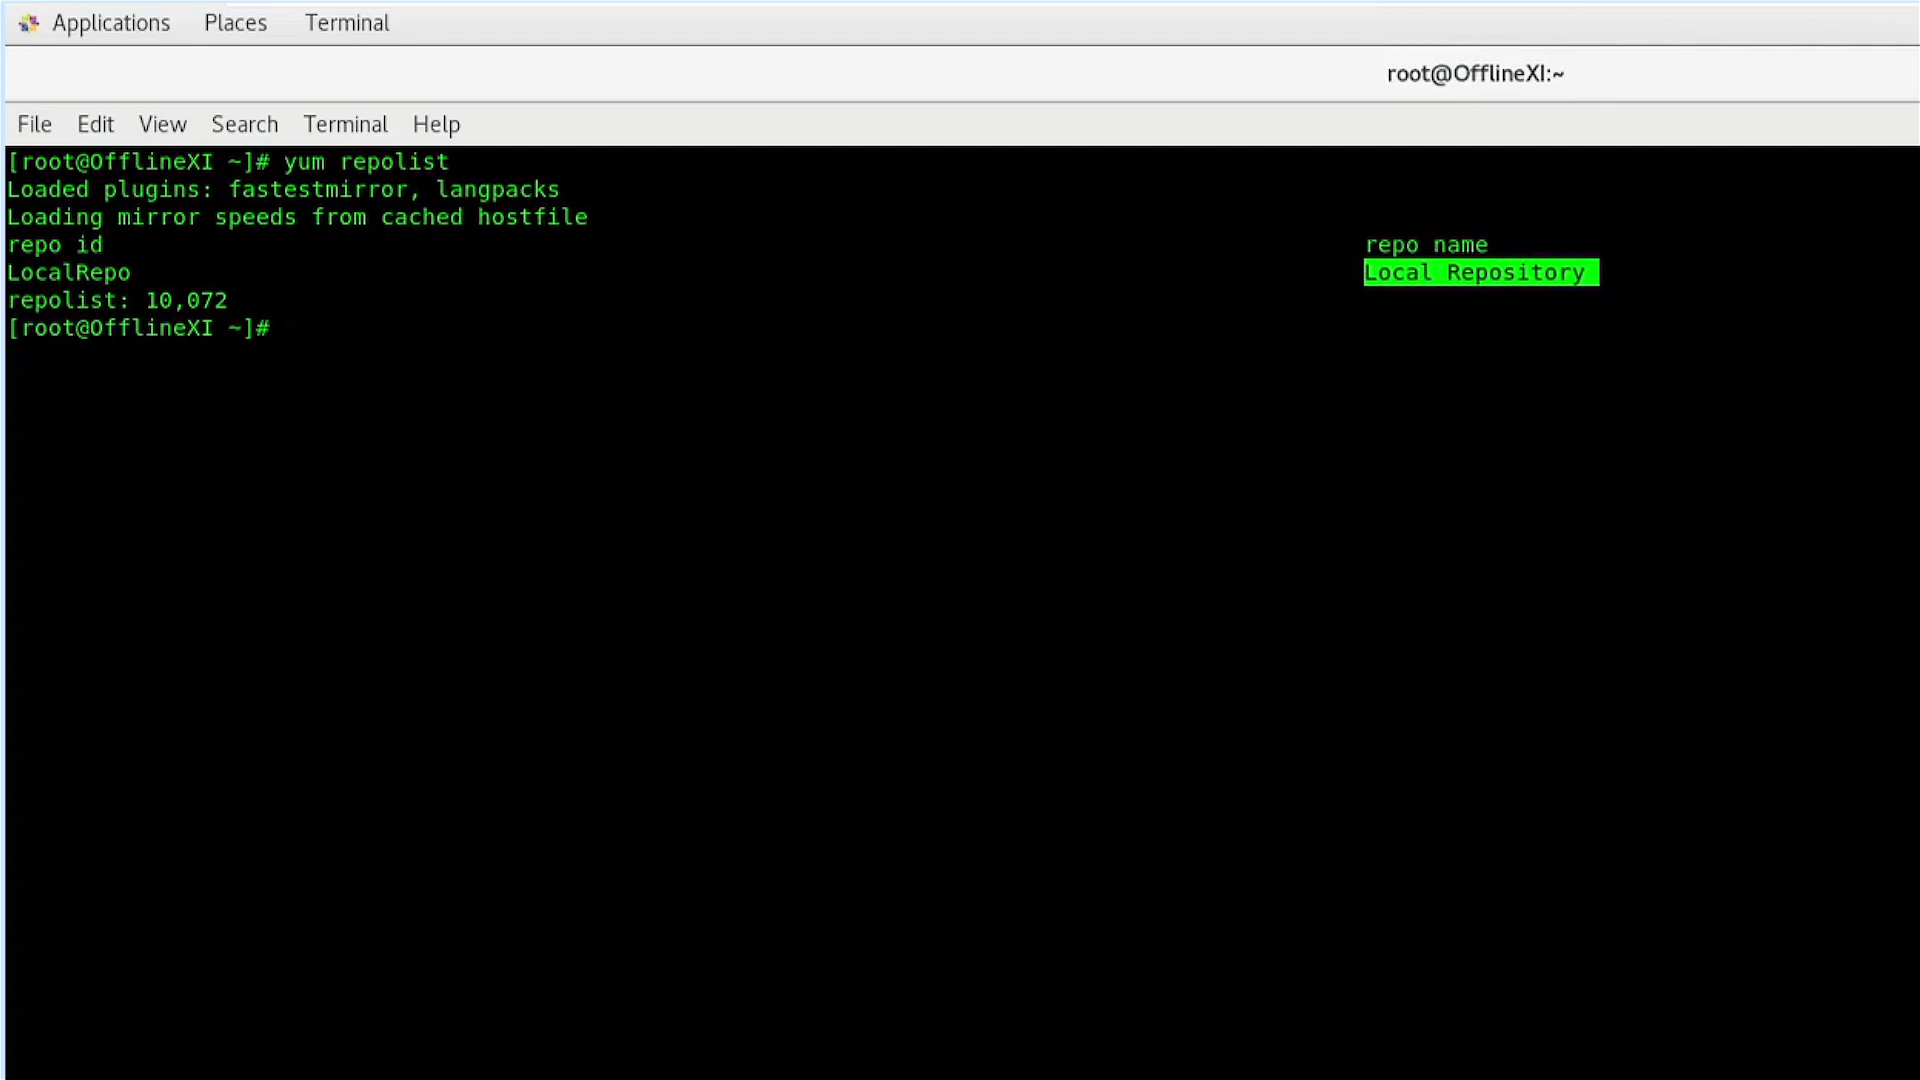 Applications Places Terminal
root@OfflineXI:~
File Edit View Search Terminal Help
[root@OfflineXI ~]# yum repolist
Loaded plugins: fastestmirror, langpacks
Loading mirror speeds from cached hostfile
repo id repo name
LocalRepo Local Repository
repolist: 10,072
[root@OfflineXI ~]#